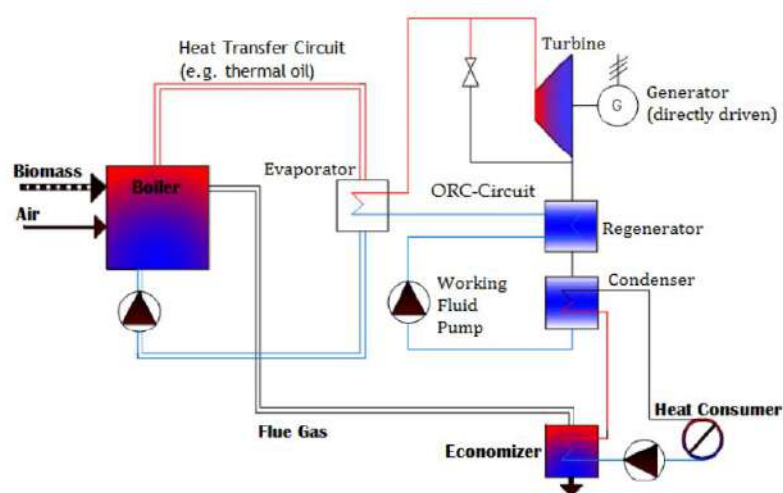 Heat Transfer Circuit
(e.g. thermal oil)
Turbine
Generator
(directly driven)
G
Biomass
Boiler
Evaporator
Air
ORC-Circuit
Regenerator
Condenser
Working
Fluid
Pump
Heat Consumer
Flue Gas
Economizer